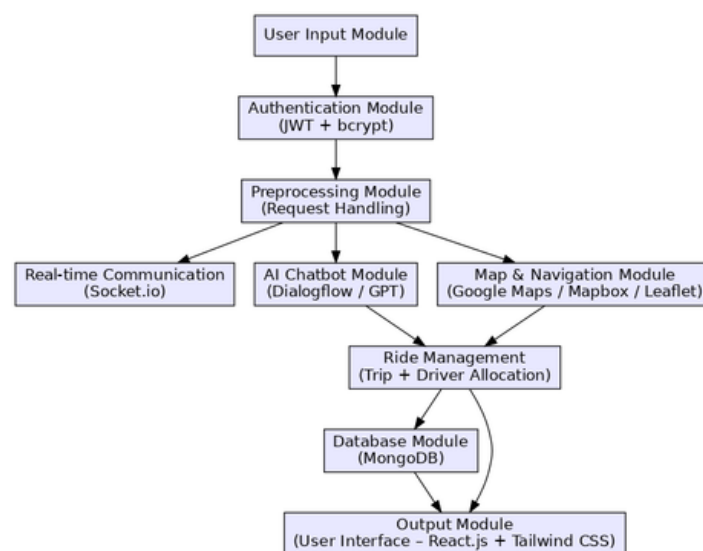 User Input Module
Authentication Module
(JWT + bcrypt)
Preprocessing Module
(Request Handling)
Real-time Communication
(Socket.io)
AI Chatbot Module
(Dialogflow / GPT)
Map & Navigation Module
(Google Maps / Mapbox / Leaflet)
Ride Management
(Trip + Driver Allocation)
Database Module
(MongoDB)
Output Module
(User Interface – React.js + Tailwind CSS)